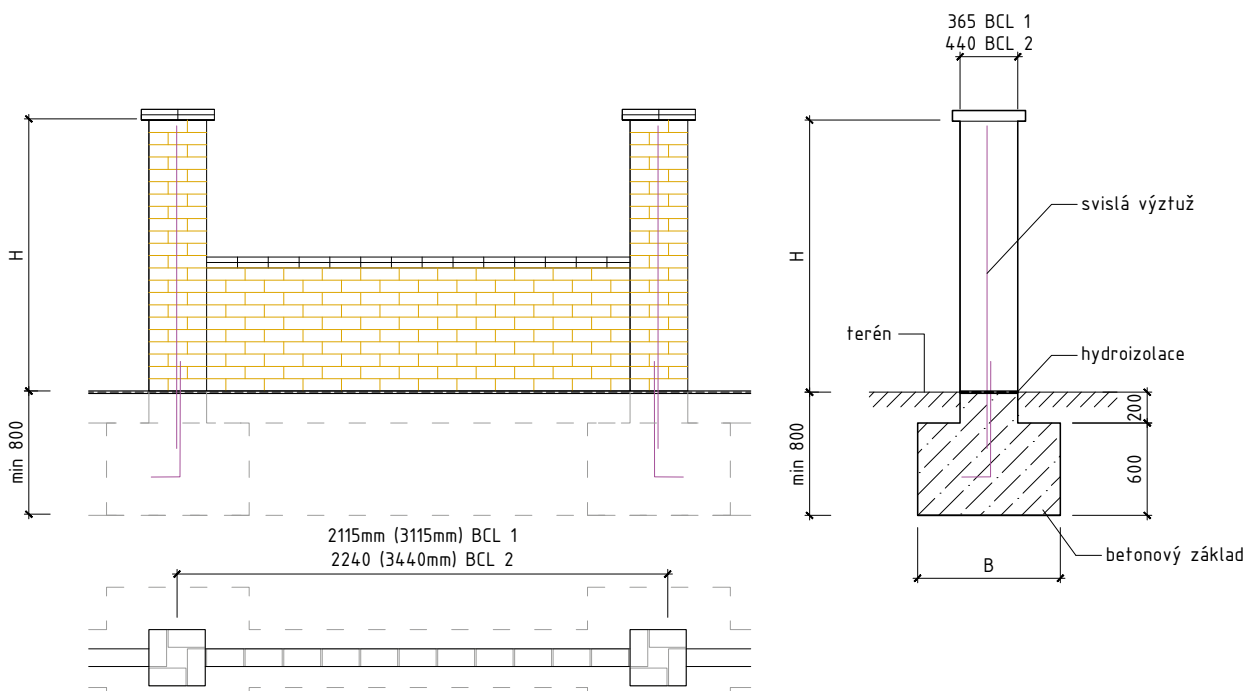 365 BCL 1
440 BCL 2
H
H
svislá výztuž
terén
hydroizolace
200
min 800
min 800
600
2115mm (3115mm) BCL 1
2240 (3440mm) BCL 2
betonový základ
B